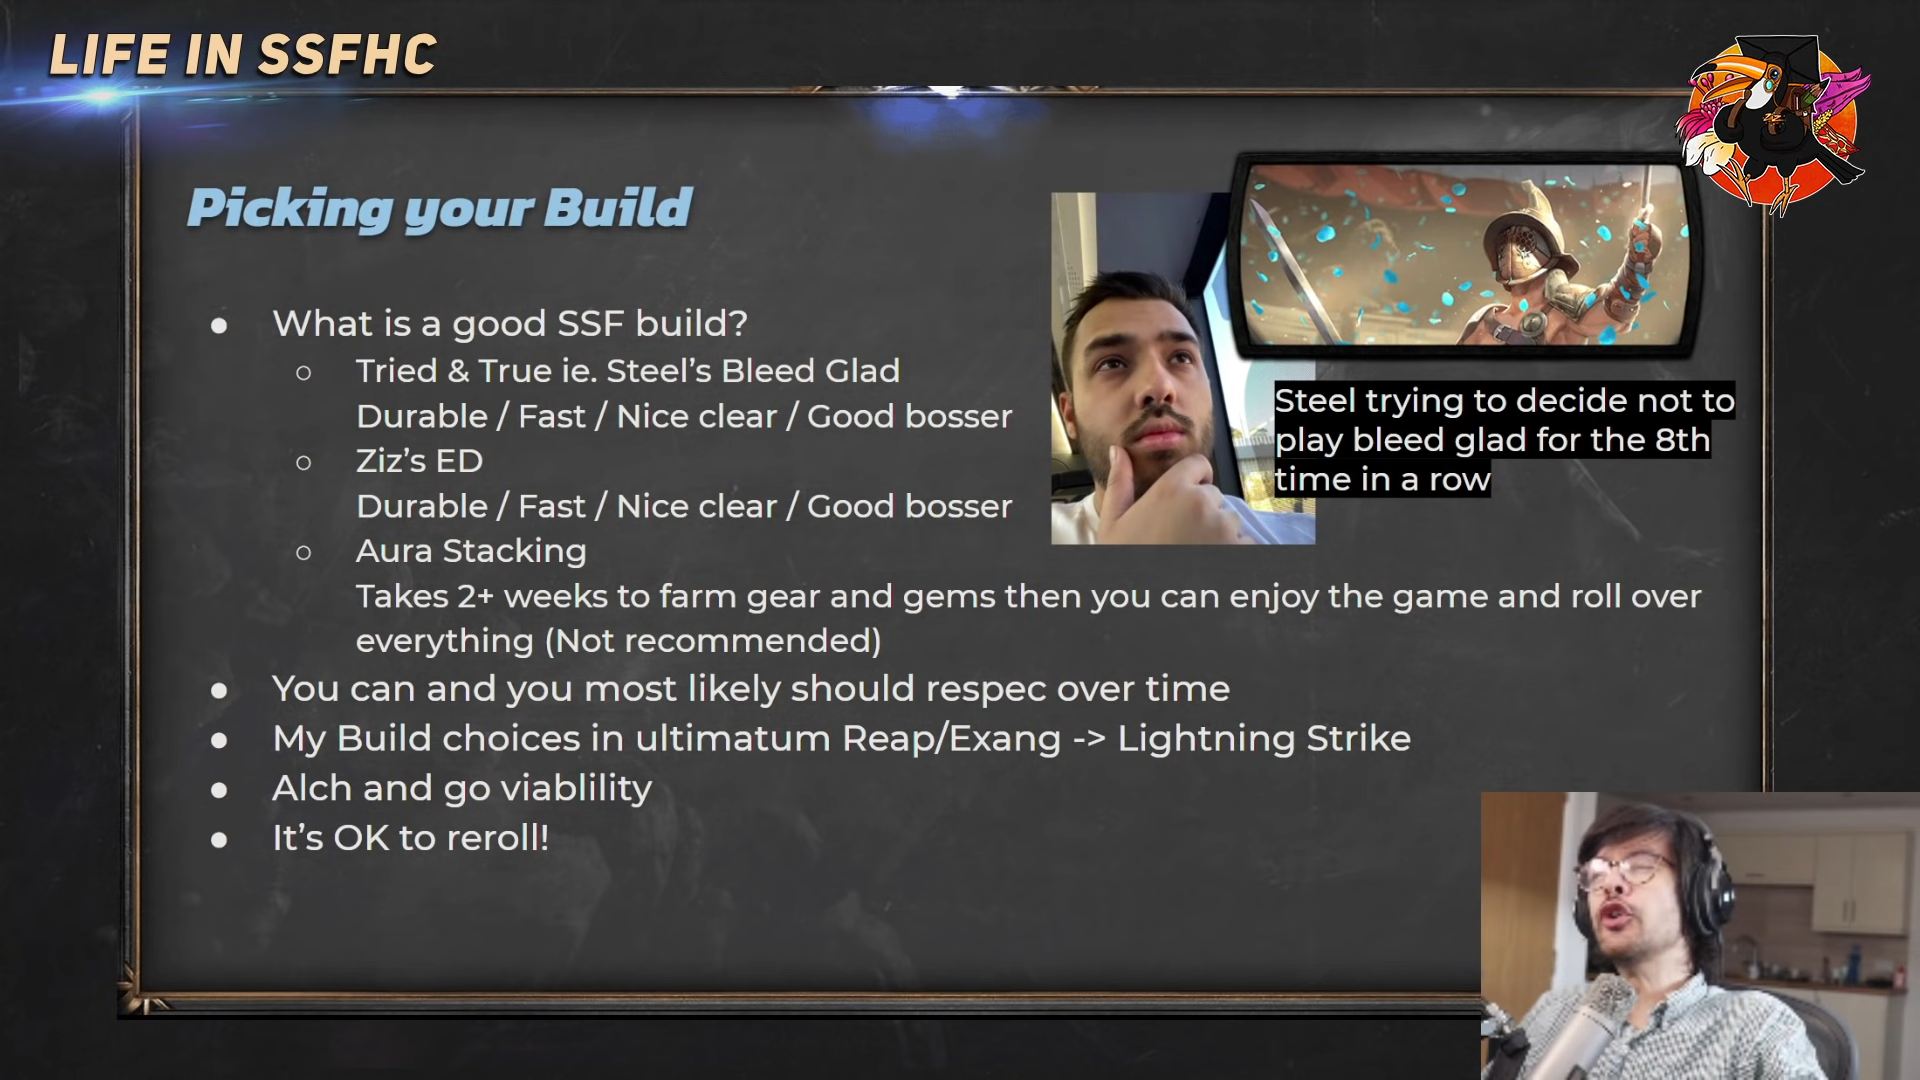 LIFE IN SSFHC
Picking your Build
What is a good SSF build?
Tried & True ie. Steel's Bleed Glad
Durable / Fast / Nice clear / Good bosser
Ziz's ED
Durable / Fast / Nice clear / Good bosser
Aura Stacking
Takes 2+ weeks to farm gear and gems then you can enjoy the game and roll over
everything (Not recommended)
You can and you most likely should respec over time
My Build choices in ultimatum Reap/Exang -> Lightning Strike
Alch and go viablility
It's OK to reroll!
Steel trying to decide not to
play bleed glad for the 8th
time in a row